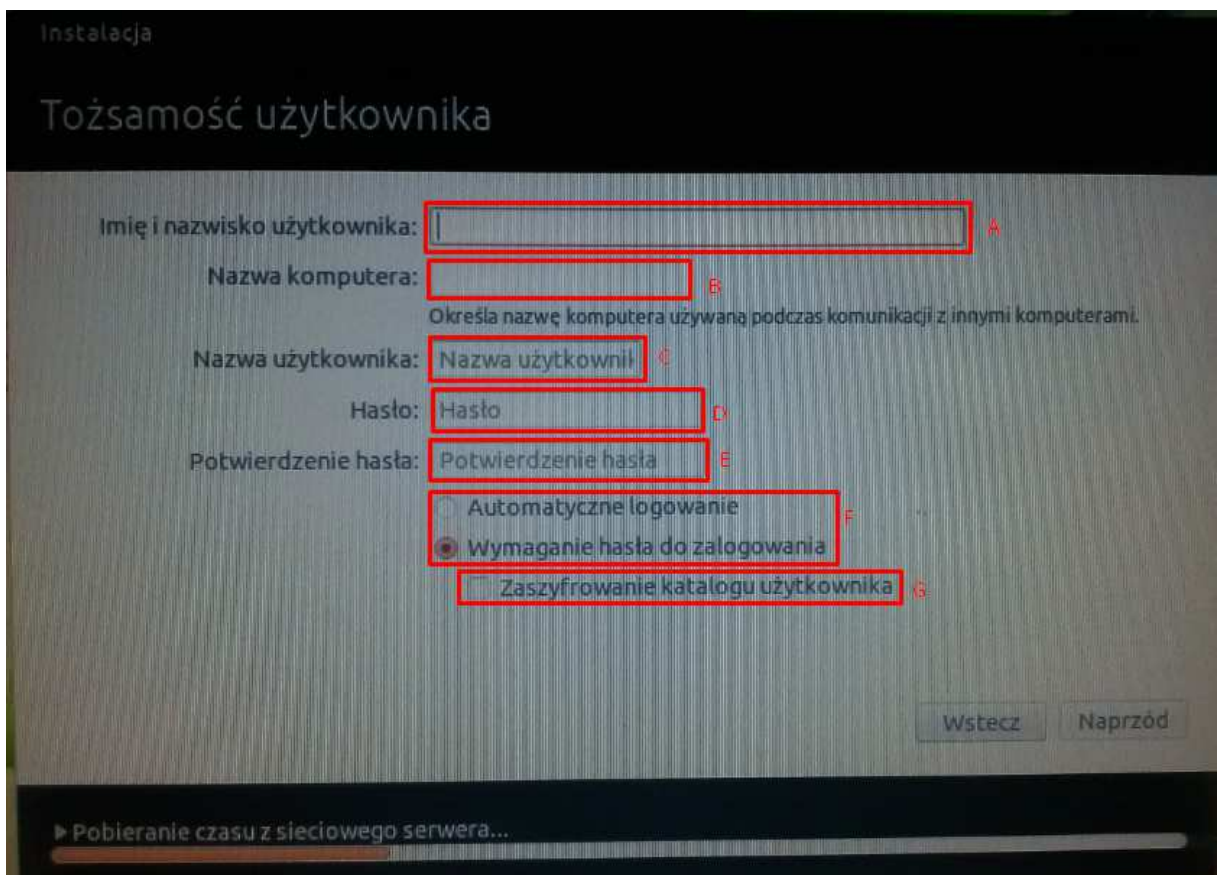 Instalacja
Tożsamość użytkownika
Imię i nazwisko użytkownika: A
Nazwa komputera: B
Określa nazwę komputera używaną podczas komunikacji z innymi komputerami.
Nazwa użytkownika: Nazwa użytkownik C
Hasło: Hasło D
Potwierdzenie hasła: Potwierdzenie hasła E
Automatyczne logowanie
Wymaganie hasła do zalogowania F
Zaszyfrowanie katalogu użytkownika G
Wstecz Naprzód
Pobieranie czasu z sieciowego serwera...